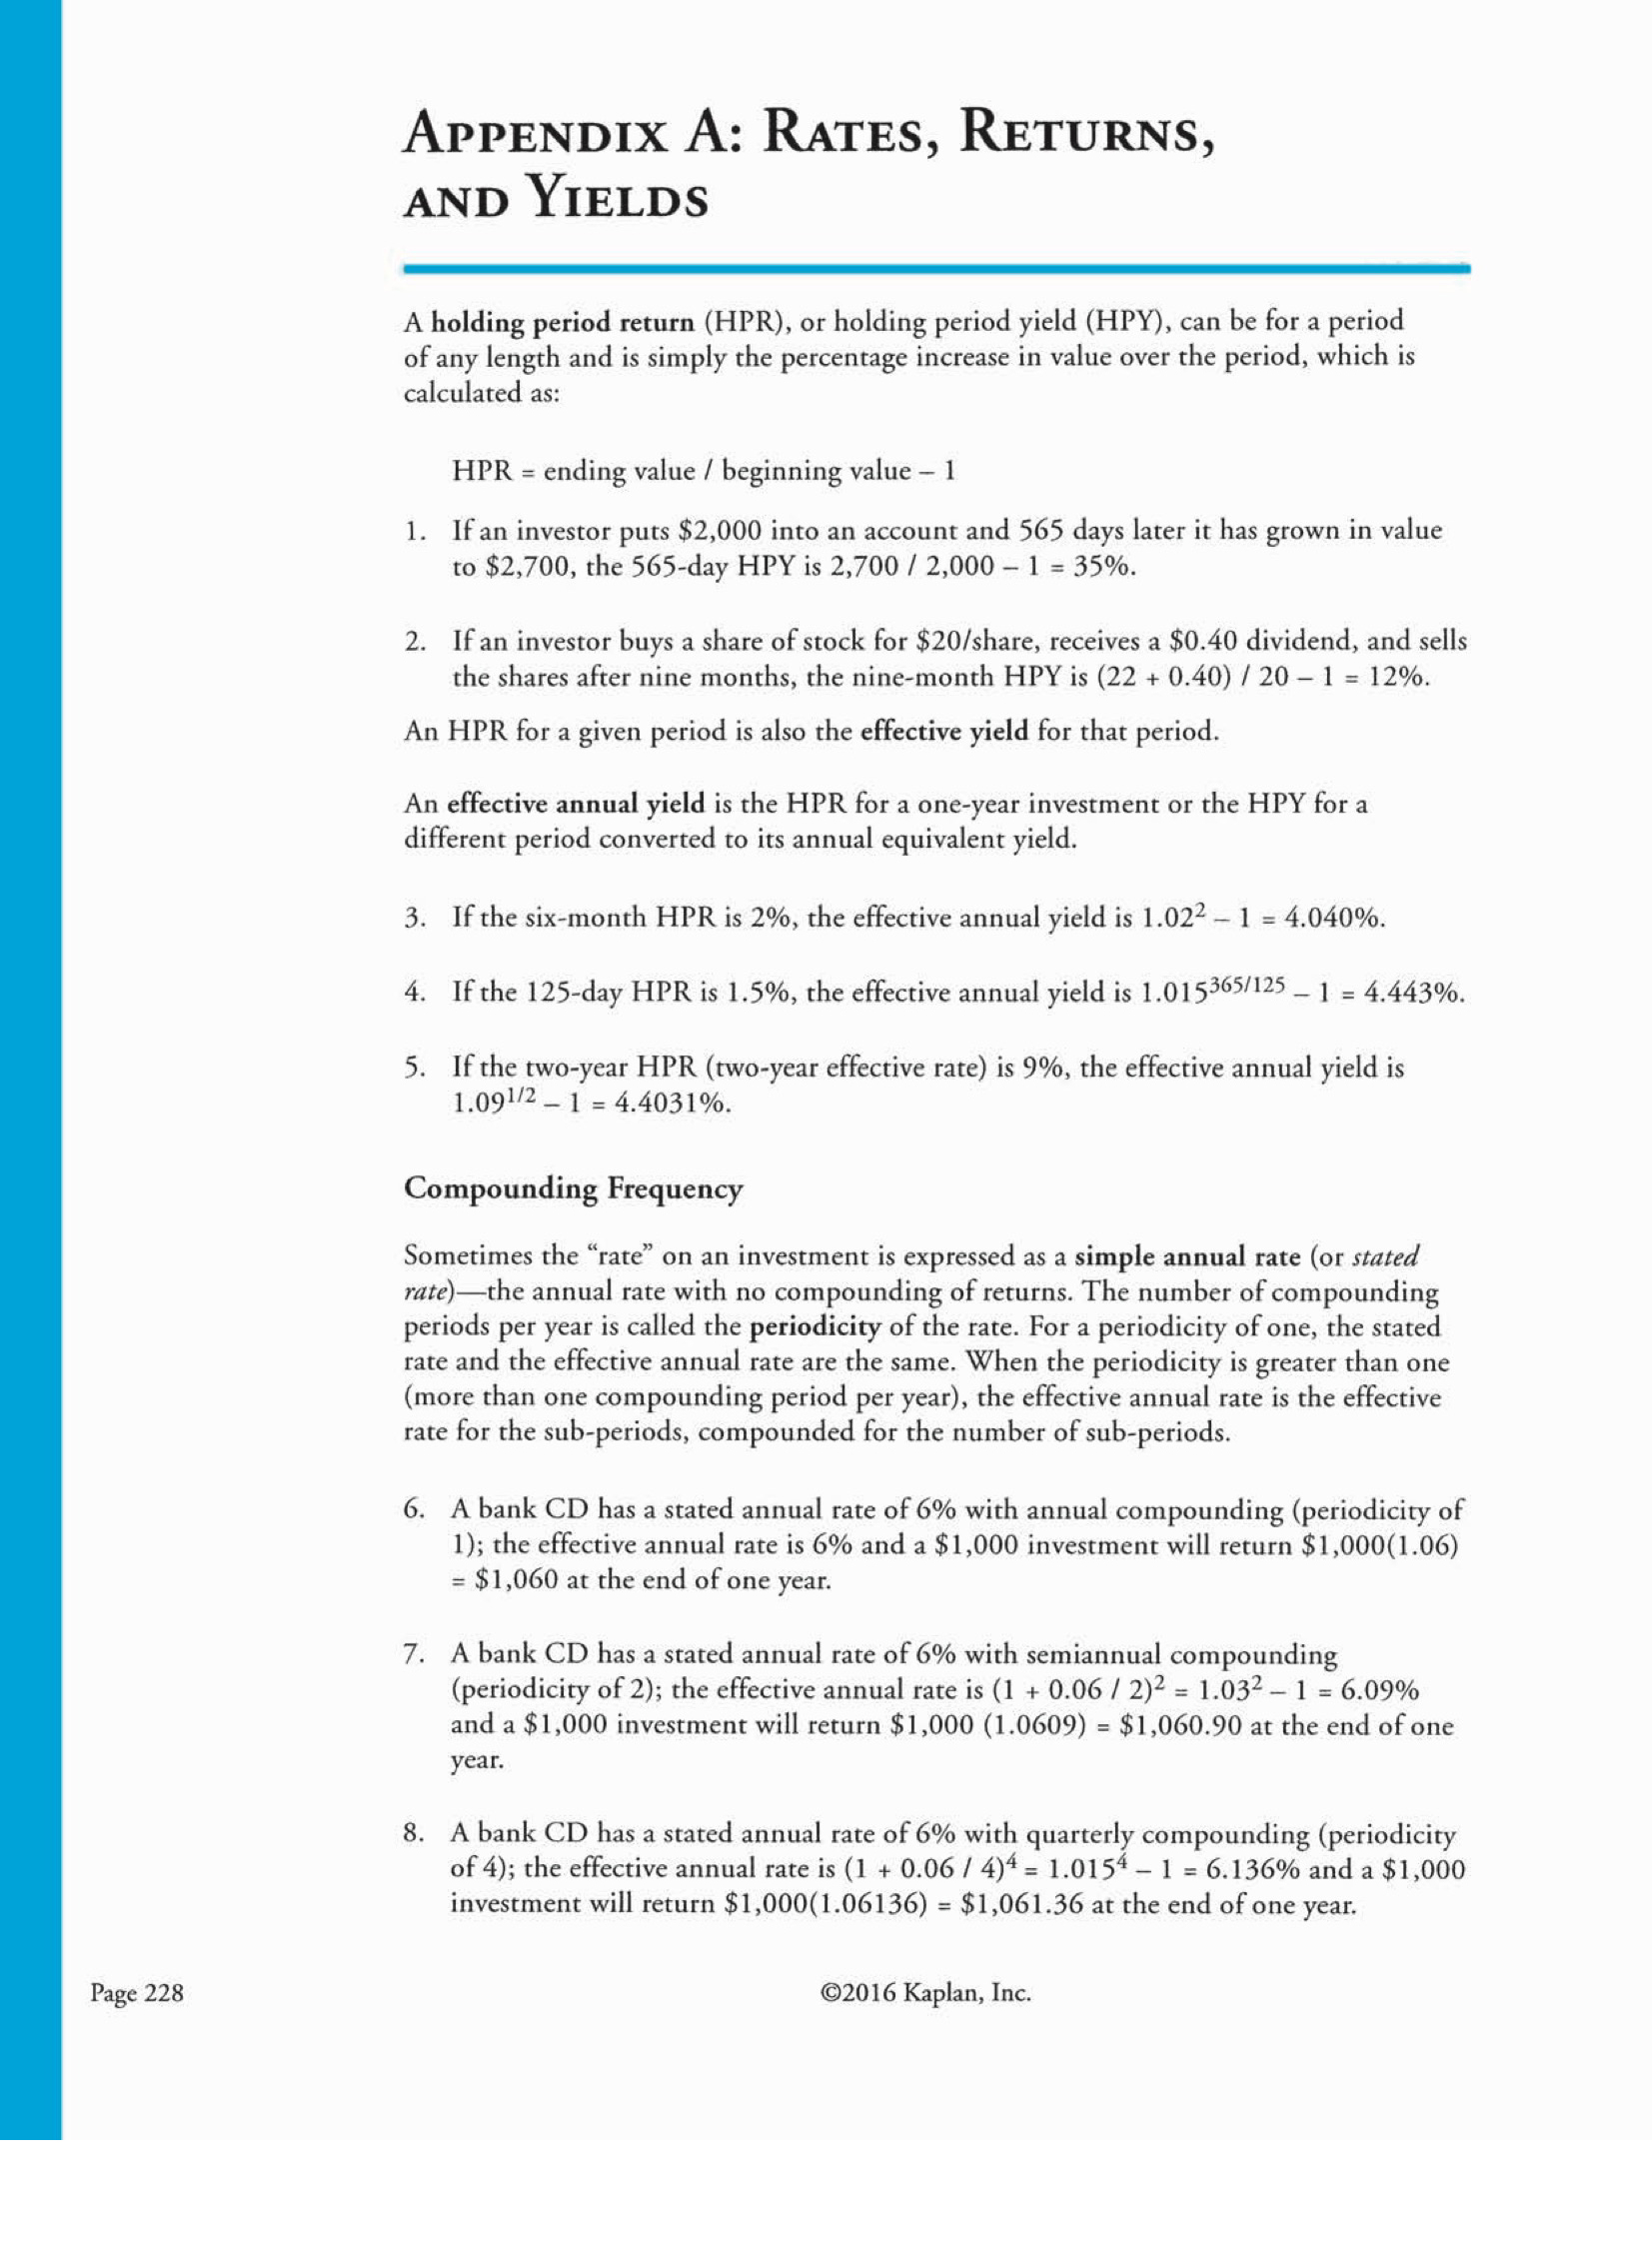 APPENDIX A: RATES, RETURNS,
AND YIELDS
A holding period return (HPR), or holding period yield (HPY), can be for a period
of any length and is simply the percentage increase in value over the period, which is
calculated as:
HPR = ending value / beginning value – 1
1. If an investor puts $2,000 into an account and 565 days later it has grown in value
to $2,700, the 565-day HPY is 2,700 / 2,000 – 1 = 35%.
2. If an investor buys a share of stock for $20/share, receives a $0.40 dividend, and sells
the shares after nine months, the nine-month HPY is (22 + 0.40) / 20 – 1 = 12%.
An HPR for a given period is also the effective yield for that period.
An effective annual yield is the HPR for a one-year investment or the HPY for a
different period converted to its annual equivalent yield.
3. If the six-month HPR is 2%, the effective annual yield is 1.02² – 1 = 4.040%.
4. If the 125-day HPR is 1.5%, the effective annual yield is 1.015^365/125 – 1 = 4.443%.
5. If the two-year HPR (two-year effective rate) is 9%, the effective annual yield is
1.09^1/2 – 1 = 4.4031%.
Compounding Frequency
Sometimes the “rate” on an investment is expressed as a simple annual rate (or stated
rate)—the annual rate with no compounding of returns. The number of compounding
periods per year is called the periodicity of the rate. For a periodicity of one, the stated
rate and the effective annual rate are the same. When the periodicity is greater than one
(more than one compounding period per year), the effective annual rate is the effective
rate for the sub-periods, compounded for the number of sub-periods.
6. A bank CD has a stated annual rate of 6% with annual compounding (periodicity of
1); the effective annual rate is 6% and a $1,000 investment will return $1,000(1.06)
= $1,060 at the end of one year.
7. A bank CD has a stated annual rate of 6% with semiannual compounding
(periodicity of 2); the effective annual rate is (1 + 0.06 / 2)² = 1.03² – 1 = 6.09%
and a $1,000 investment will return $1,000 (1.0609) = $1,060.90 at the end of one
year.
8. A bank CD has a stated annual rate of 6% with quarterly compounding (periodicity
of 4); the effective annual rate is (1 + 0.06 / 4)⁴ = 1.015⁴ – 1 = 6.136% and a $1,000
investment will return $1,000(1.06136) = $1,061.36 at the end of one year.
Page 228
©2016 Kaplan, Inc.